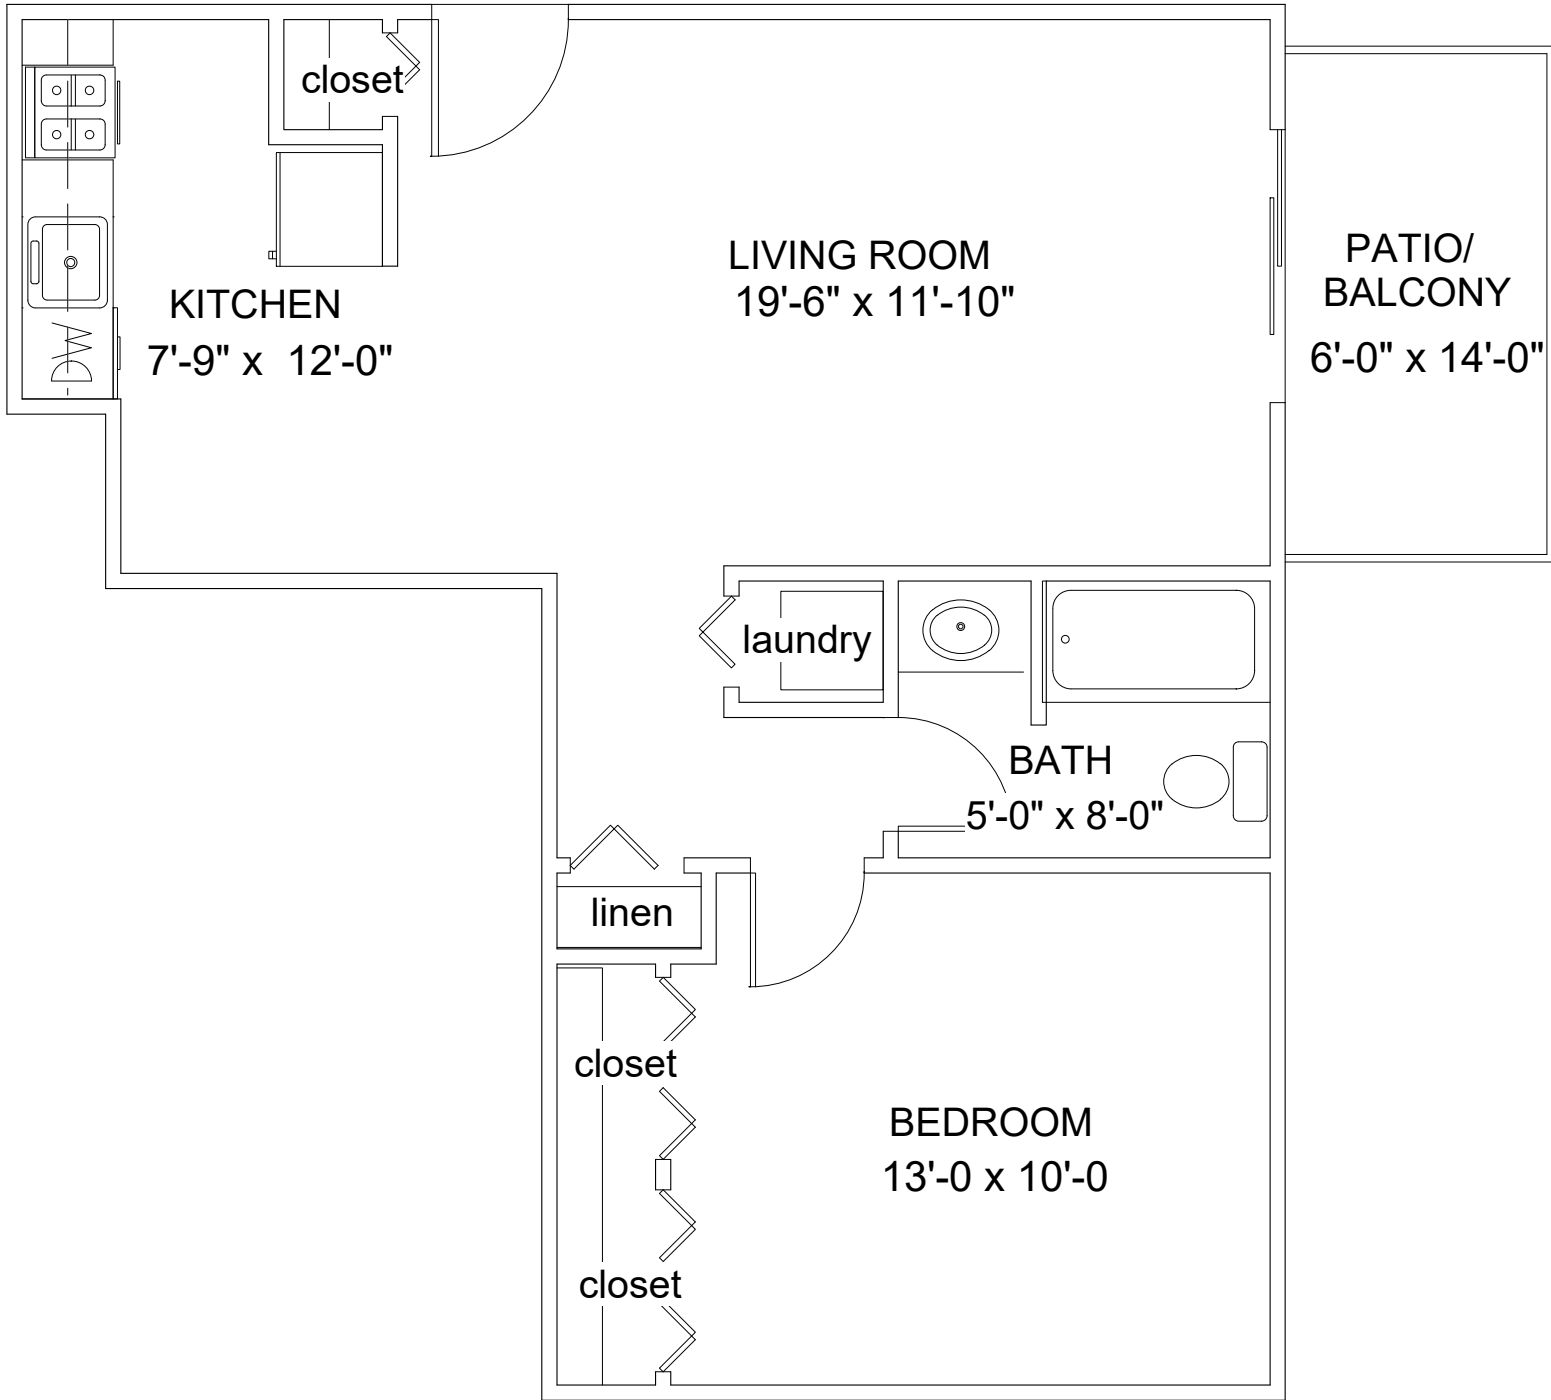 closet
LIVING ROOM
19'-6" x 11'-10"
PATIO/
BALCONY
6'-0" x 14'-0"
KITCHEN
7'-9" x 12'-0"
DW
laundry
BATH
5'-0" x 8'-0"
linen
closet
BEDROOM
13'-0 x 10'-0
closet